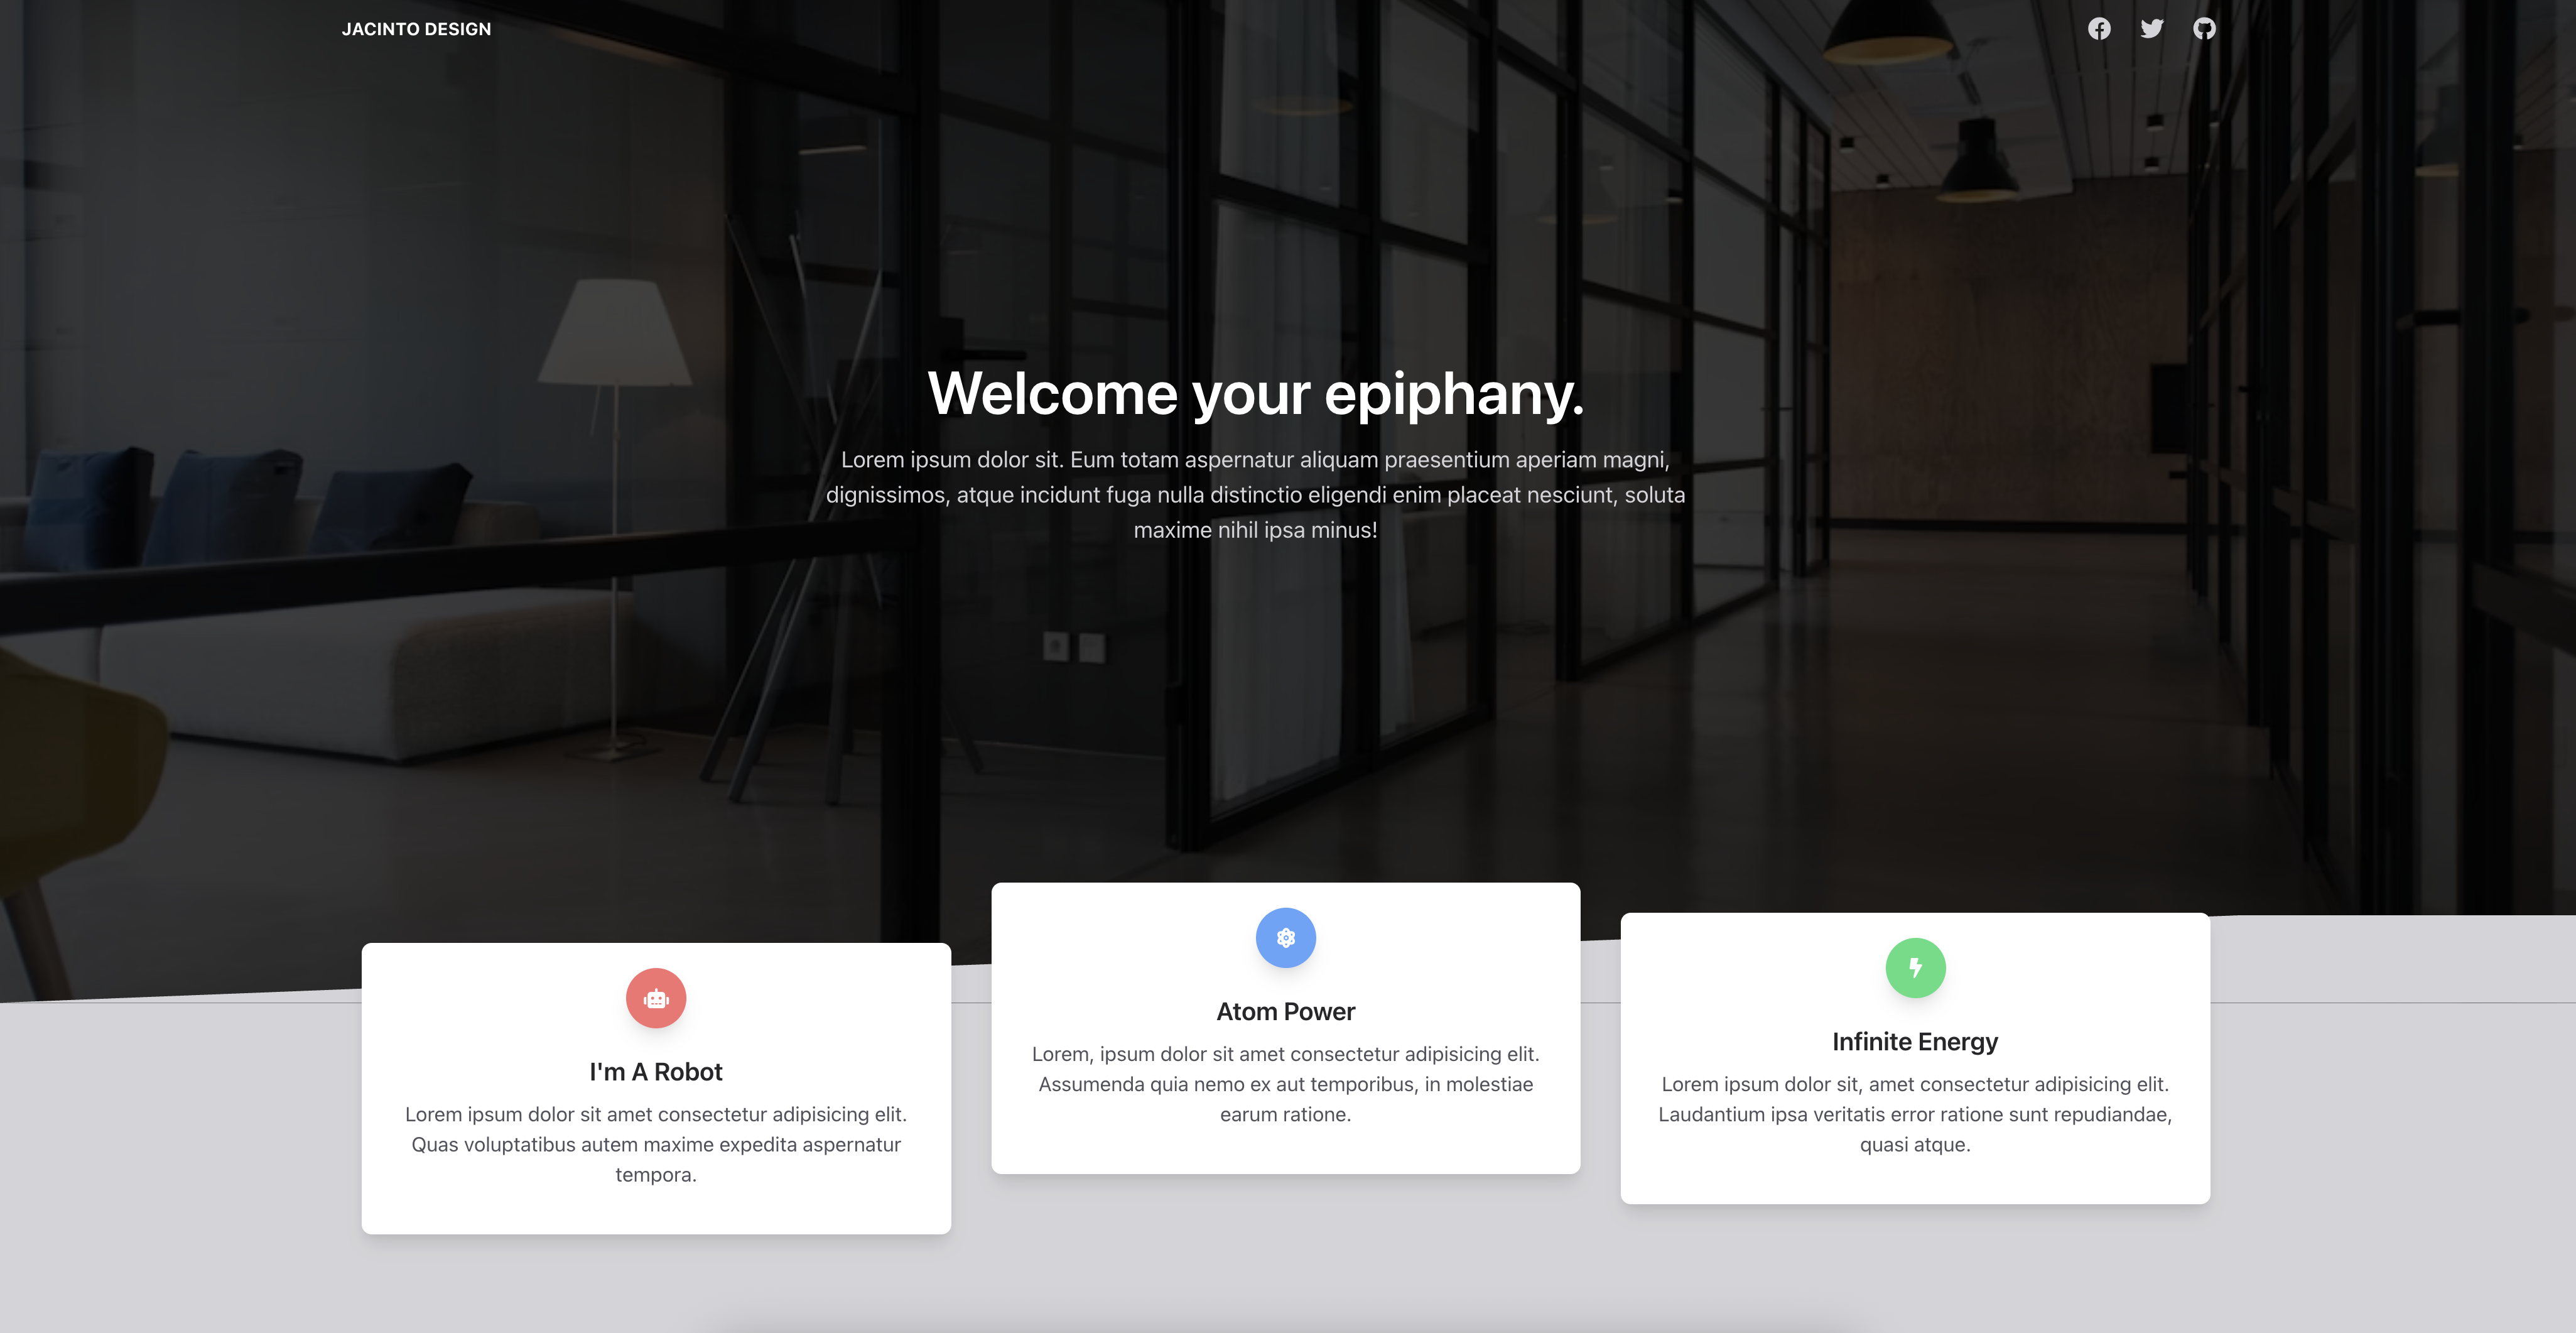 JACINTO DESIGN
Welcome your epiphany.
Lorem ipsum dolor sit. Eum totam aspernatur aliquam praesentium aperiam magni,
dignissimos, atque incidunt fuga nulla distinctio eligendi enim placeat nesciunt, soluta
maxime nihil ipsa minus!
I'm A Robot
Lorem ipsum dolor sit amet consectetur adipisicing elit.
Quas voluptatibus autem maxime expedita aspernatur
tempora.
Atom Power
Lorem, ipsum dolor sit amet consectetur adipisicing elit.
Assumenda quia nemo ex aut temporibus, in molestiae
earum ratione.
Infinite Energy
Lorem ipsum dolor sit, amet consectetur adipisicing elit.
Laudantium ipsa veritatis error ratione sunt repudiandae,
quasi atque.